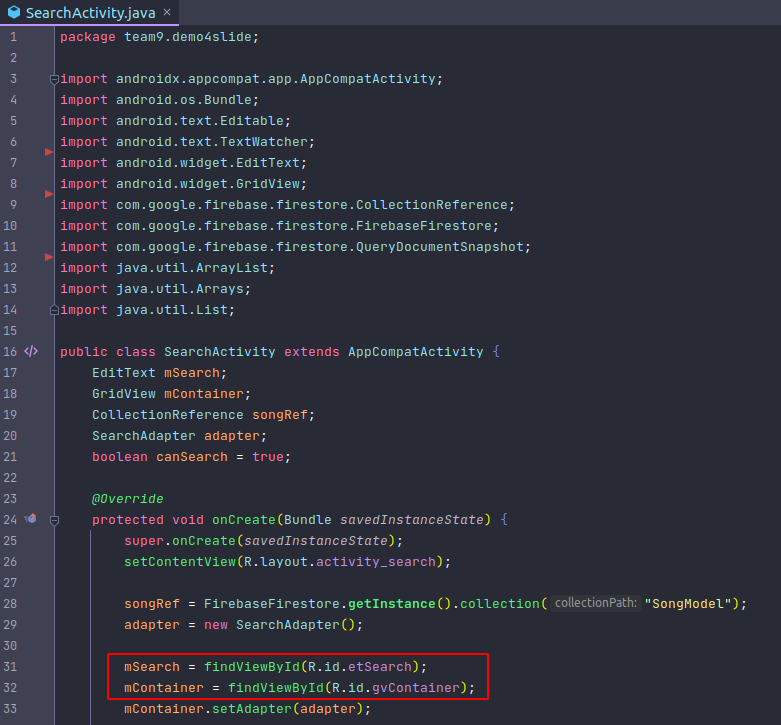 SearchActivity.java ×
1 package team9.demo4slide;
2
3 import androidx.appcompat.app.AppCompatActivity;
4 import android.os.Bundle;
5 import android.text.Editable;
6 import android.text.TextWatcher;
7 import android.widget.EditText;
8 import android.widget.GridView;
9 import com.google.firebase.firestore.CollectionReference;
10 import com.google.firebase.firestore.FirebaseFirestore;
11 import com.google.firebase.firestore.QueryDocumentSnapshot;
12 import java.util.ArrayList;
13 import java.util.Arrays;
14 import java.util.List;
15
16 </> public class SearchActivity extends AppCompatActivity {
17 EditText mSearch;
18 GridView mContainer;
19 CollectionReference songRef;
20 SearchAdapter adapter;
21 boolean canSearch = true;
22
23 @Override
24 protected void onCreate(Bundle savedInstanceState) {
25 super.onCreate(savedInstanceState);
26 setContentView(R.layout.activity_search);
27
28 songRef = FirebaseFirestore.getInstance().collection( collectionPath: "SongModel");
29 adapter = new SearchAdapter();
30
31 mSearch = findViewById(R.id.etSearch);
32 mContainer = findViewById(R.id.gvContainer);
33 mContainer.setAdapter(adapter);